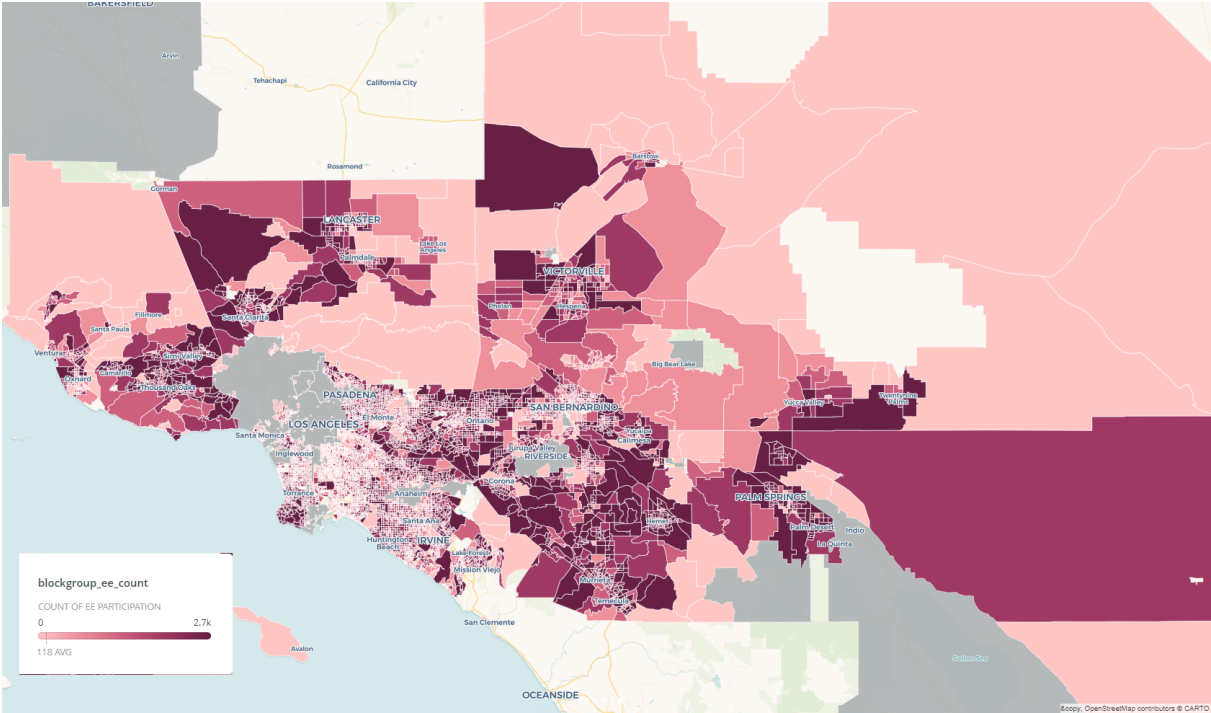 BAKERSFIELD
Arvin
Tehachapi
California City
Rosamond
Barstow
Gorman
LANCASTER
Lake Los
Angeles
Palmdale
VICTORVILLE
Phelan
Hesperia
Santa Clarita
Fillmore
Santa Paula
Ventura
Simi Valley
Camarillo
Oxnard
Thousand Oaks
Big Bear Lake
PASADENA
Yucca Valley
Twentynine
Palms
SAN BERNARDINO
El Monte
Ontario
LOS ANGELES
Santa Monica
Yucaipa
Calimesa
Jurupa Valley
RIVERSIDE
Inglewood
Corona
Torrance
Anaheim
PALM SPRINGS
Santa Ana
Hemet
Palm Desert
Indio
Huntington
Beach
IRVINE
La Quinta
Lake Forest
Mission Viejo
Murrieta
Temecula
blockgroup_ee_count
COUNT OF EE PARTICIPATION
0 2.7k
118 AVG
San Clemente
Avalon
Salton Sea
OCEANSIDE
&copy; OpenStreetMap contributors © CARTO